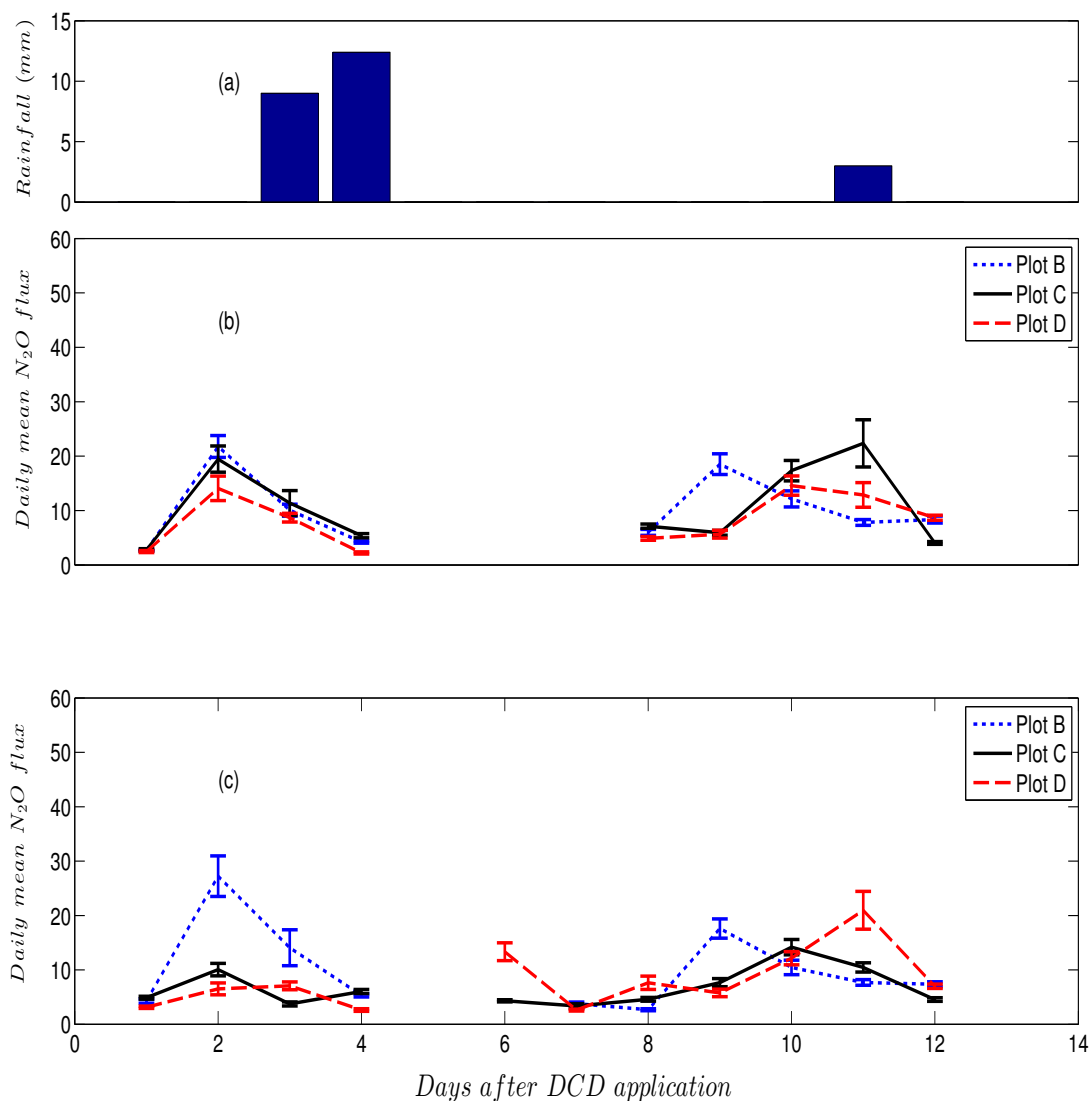 15
10
5
0
Rainfall (mm)
(a)
60
50
40
30
20
10
0
Daily mean N₂O flux
(b)
Plot B
Plot C
Plot D
60
50
40
30
20
10
0
Daily mean N₂O flux
(c)
Plot B
Plot C
Plot D
0 2 4 6 8 10 12 14
Days after DCD application